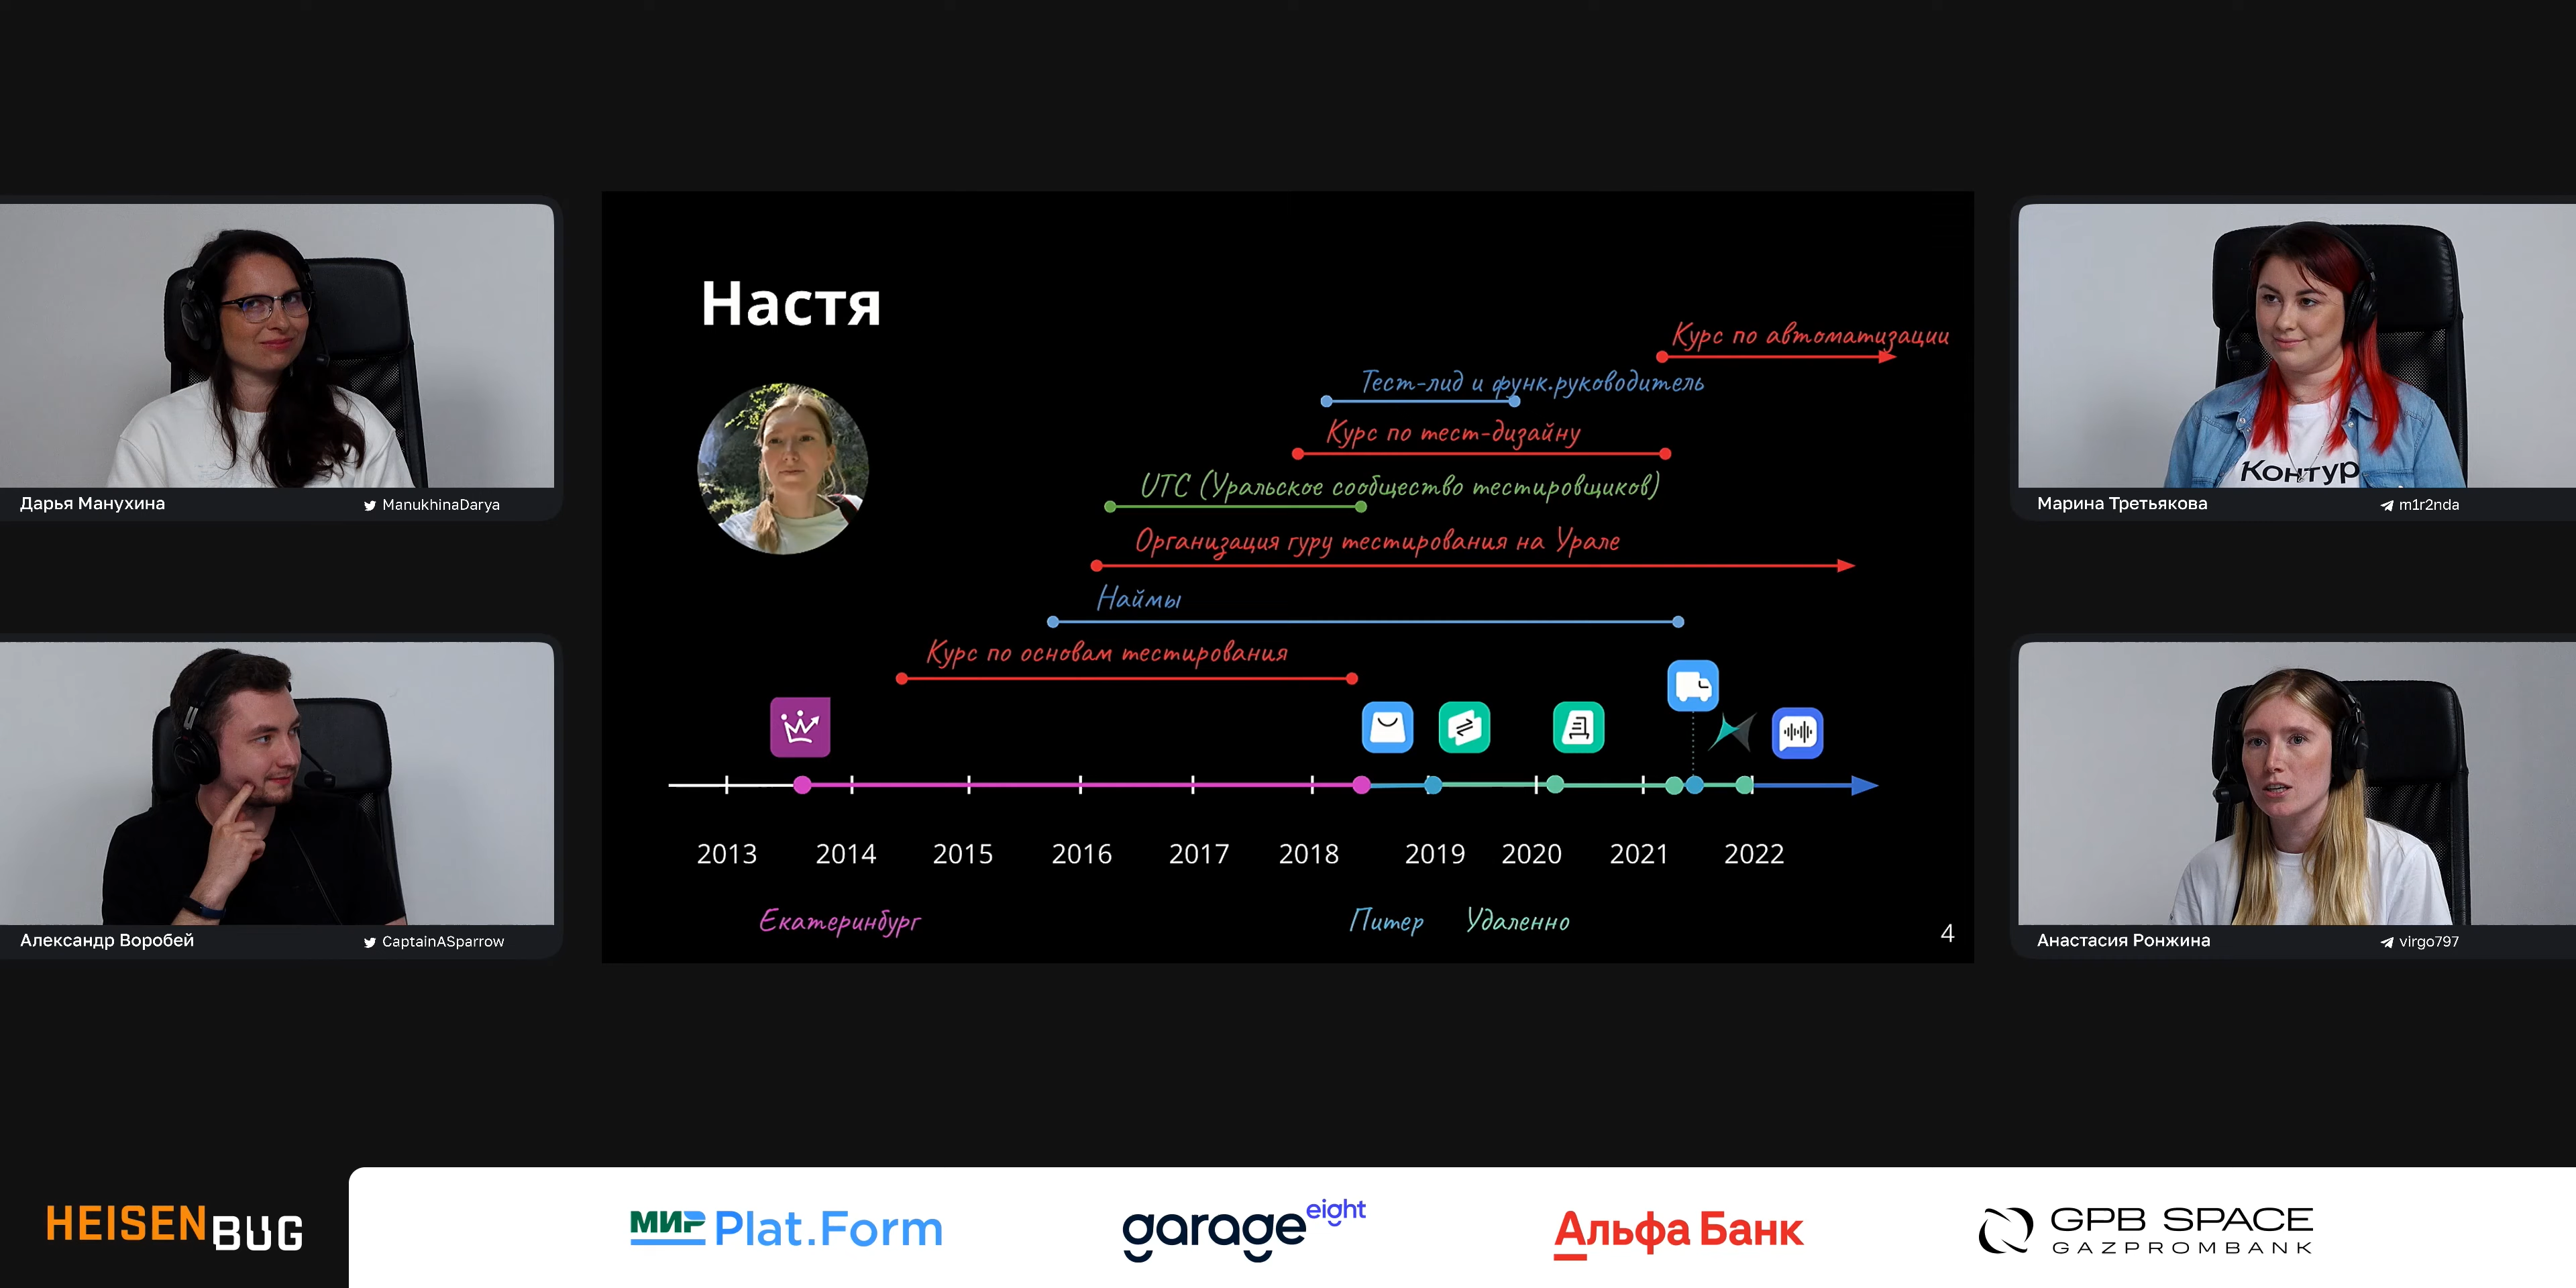 Настя
Курс по автоматизации
Тест-лид и функ.руководитель
Курс по тест-дизайну
UTC (Уральское сообщество тестировщиков)
Организация гуру тестирования на Урале
Наймы
Курс по основам тестирования
2013 2014 2015 2016 2017 2018 2019 2020 2021 2022
Екатеринбург Питер Удаленно
4
Дарья Манухина ManukhinaDarya
Александр Воробей CaptainASparrow
Контур
Марина Третьякова m1r2nda
Анастасия Ронжина virgo797
HEISENBUG
МИР Plat.Form
garage eight
Альфа Банк
GPB SPACE
GAZPROMBANK